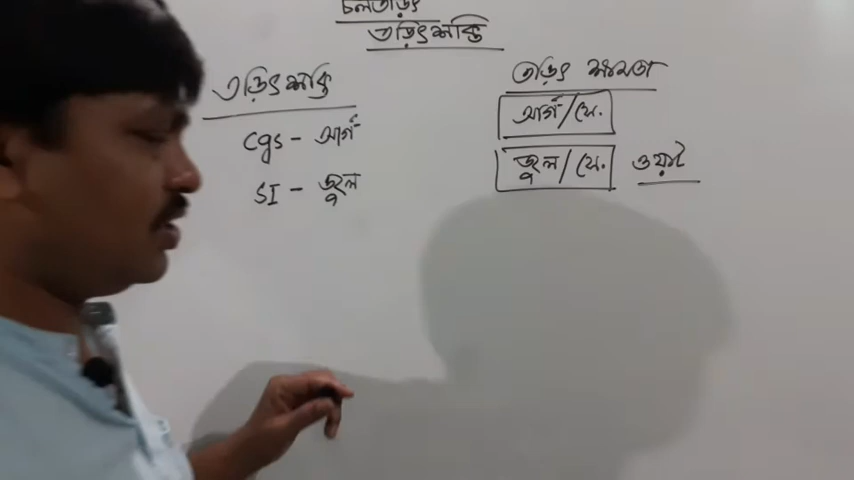 চলতড়িৎ
তড়িৎশক্তি
তড়িৎশক্তি
cgs - আর্গ
SI - জুল
তড়িৎ ক্ষমতা
আর্গ/সে.
জুল/সে. ওয়াট